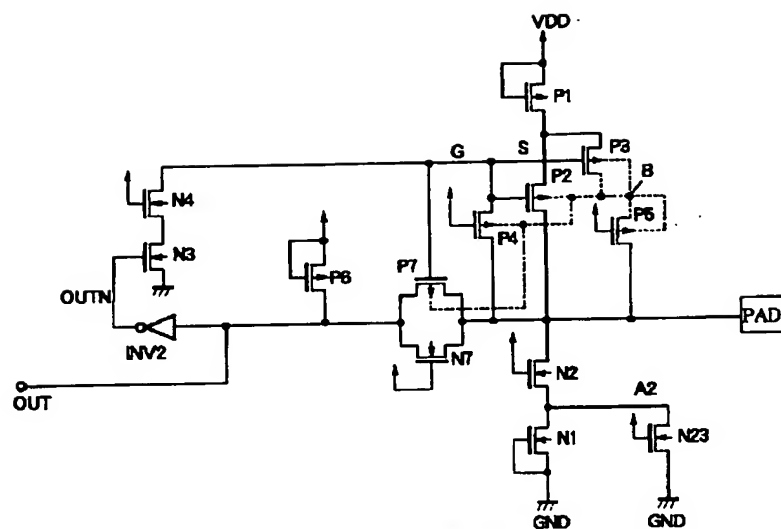 VDD
P1
G
S
P3
P2
B
N4
P4
P5
N3
P6
P7
OUTN
INV2
N7
PAD
N2
OUT
A2
N1
N23
GND
GND